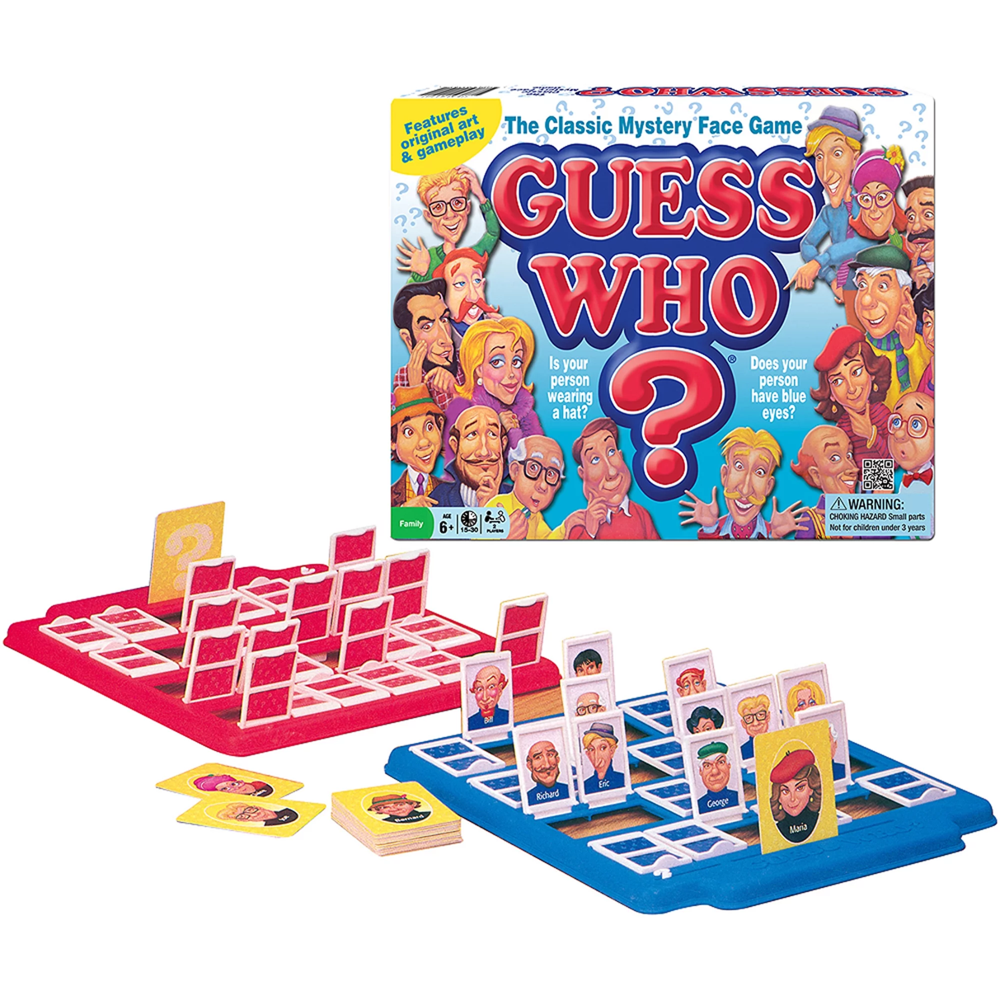 GUESS WHO?
Features
original art
& gameplay
The Classic Mystery Face Game
GUESS
WHO
?
®
Is your
person
wearing
a hat?
Does your
person
have blue
eyes?
Family
AGE
6+
15-30
2
PLAYERS
WARNING:
CHOKING HAZARD Small parts
Not for children under 3 years
?
Bill
Richard
Eric
George
Maria
Bernard